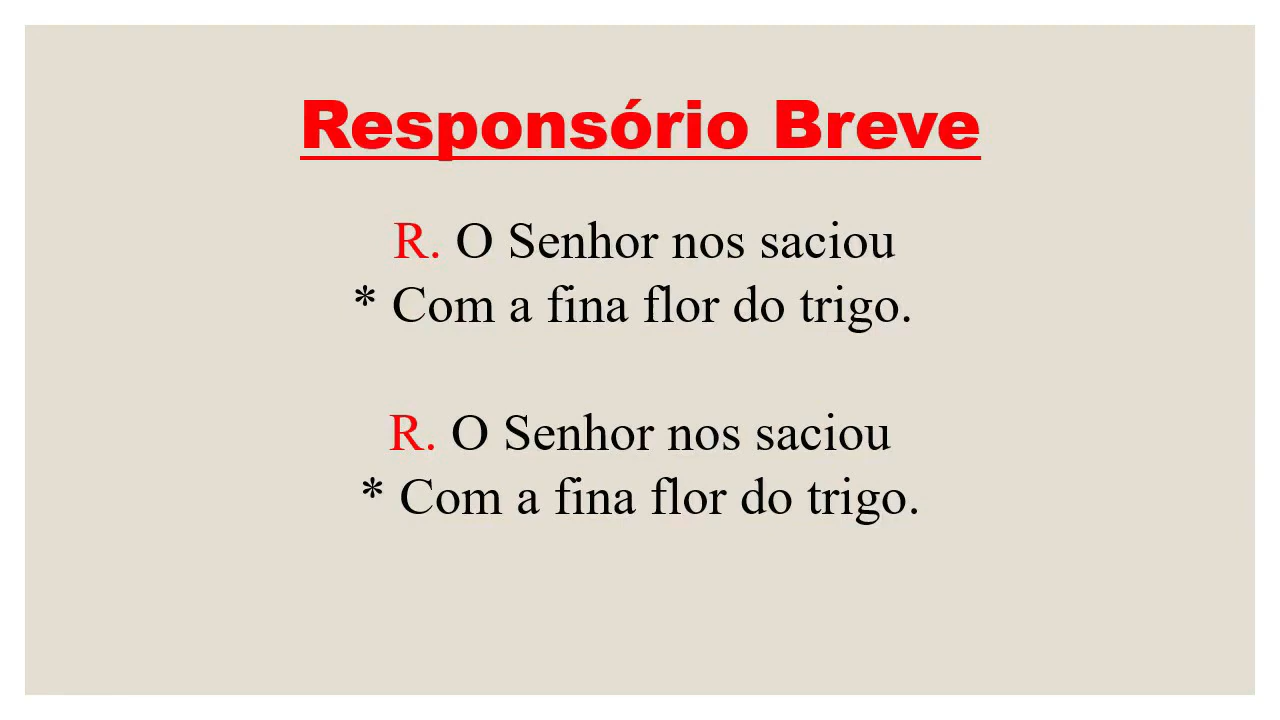 Responsório Breve
R. O Senhor nos saciou
* Com a fina flor do trigo.
R. O Senhor nos saciou
* Com a fina flor do trigo.